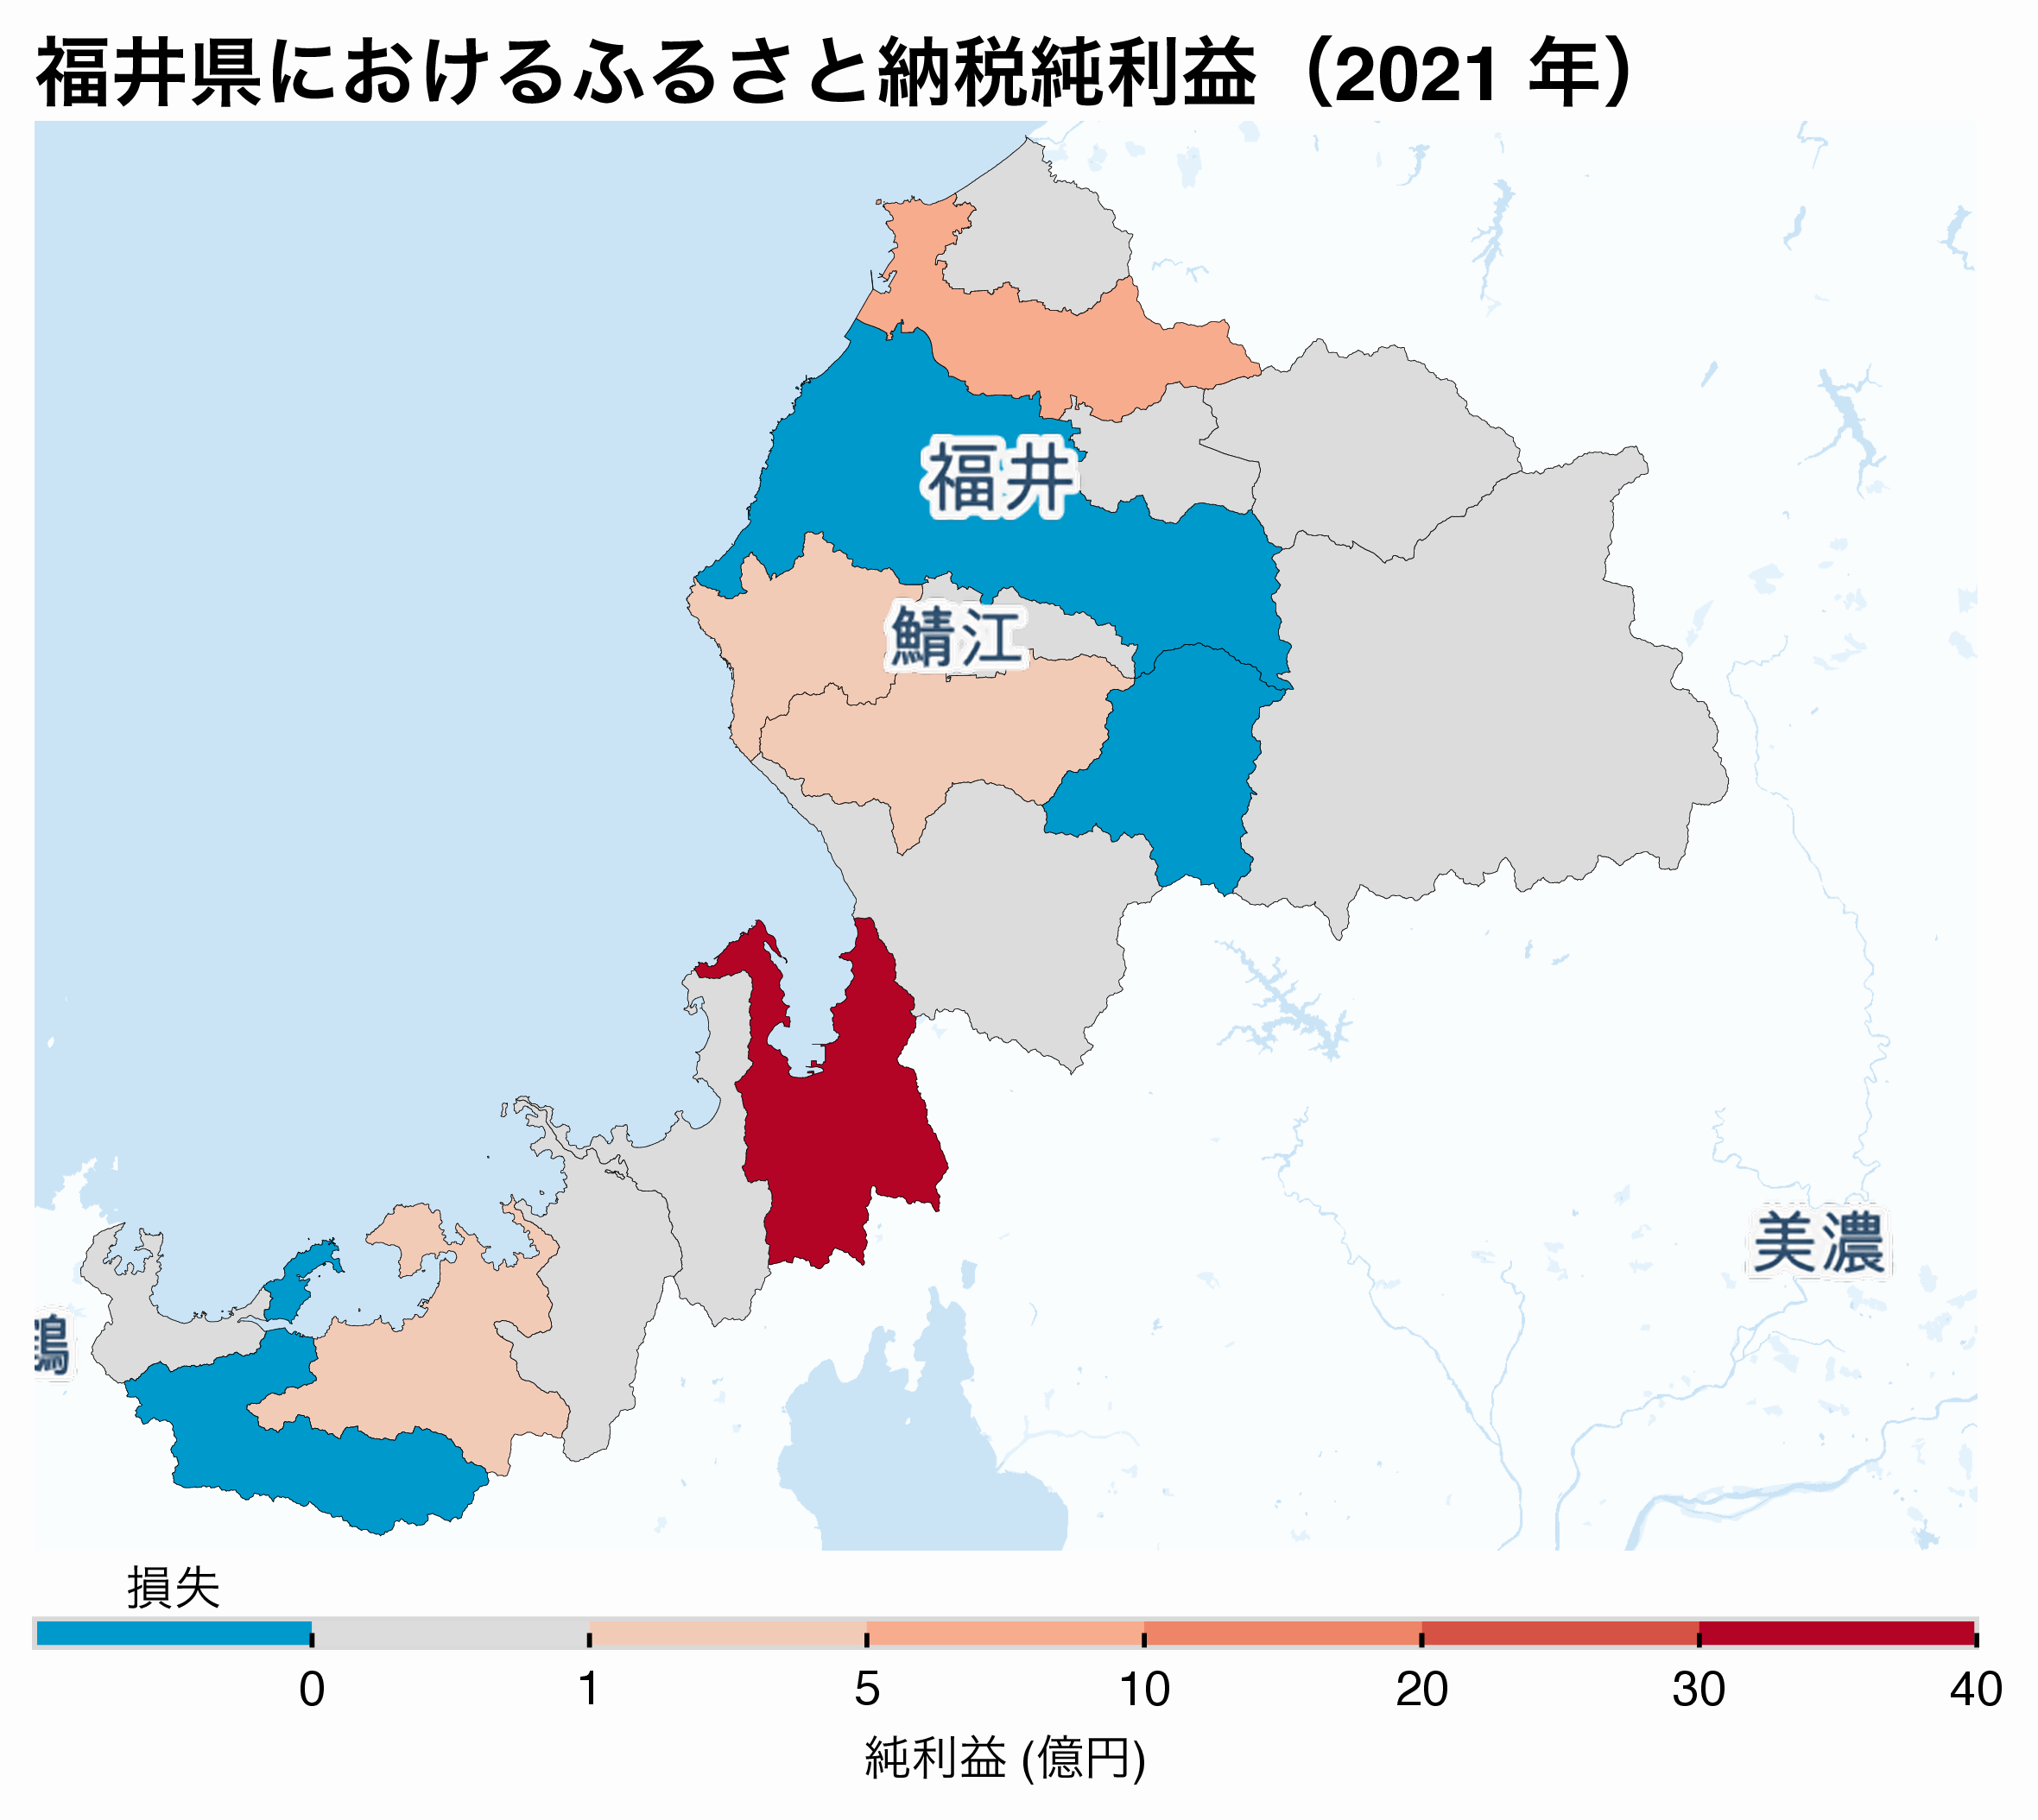 福井県におけるふるさと納税純利益（2021 年）
福井
鯖江
美濃
鶴
損失
0 1 5 10 20 30 40
純利益 (億円)